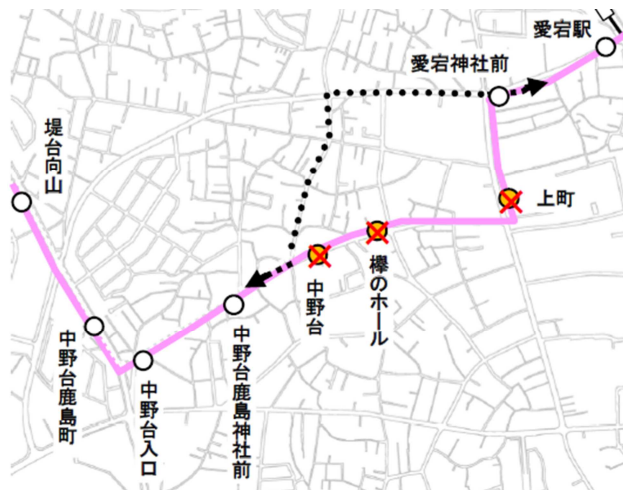 愛宕駅
愛宕神社前
堤台向山
上町
欅のホール
中野台
中野台鹿島神社前
中野台入口
中野台鹿島町